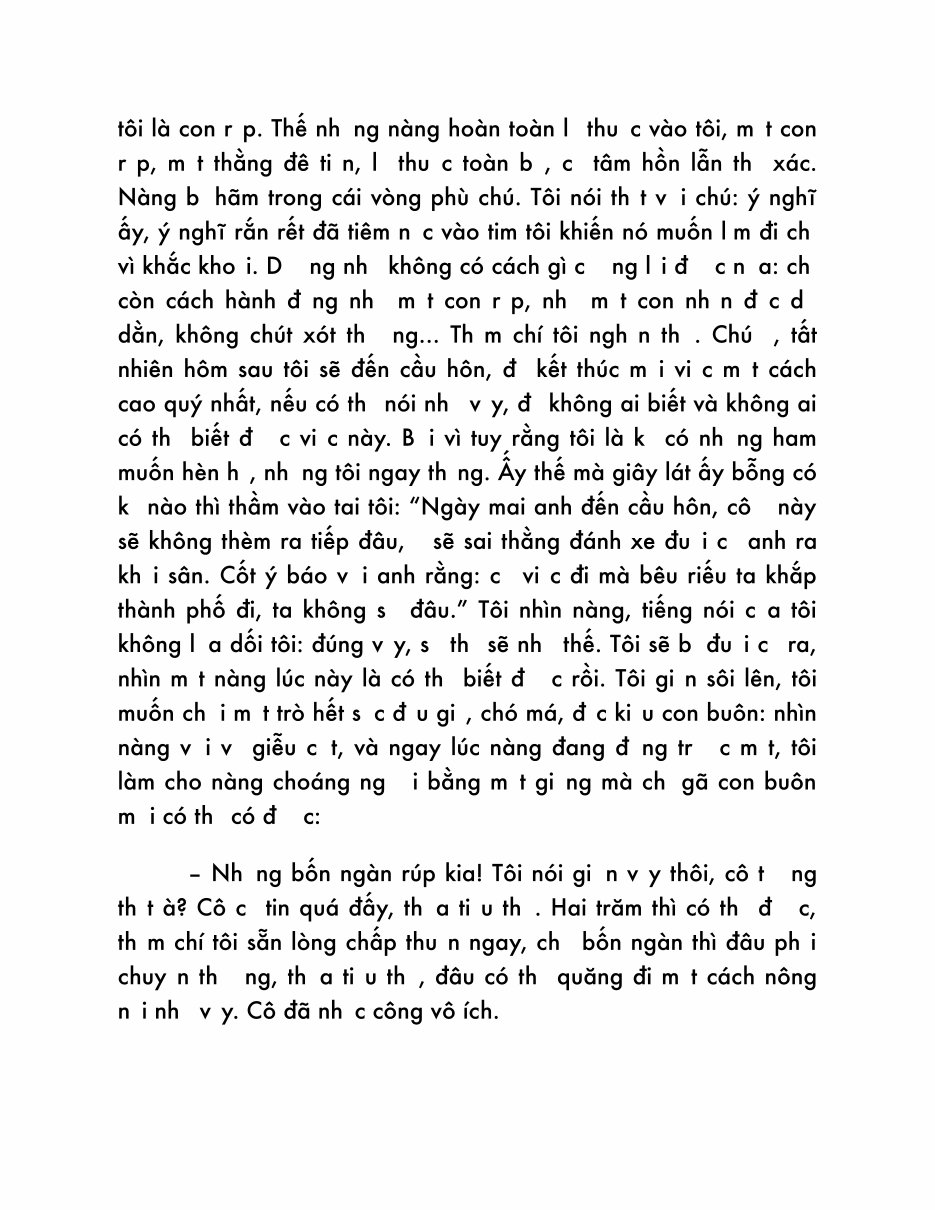 tôi là con r p. Thế nh ng nàng hoàn toàn l thu c vào tôi, m t con
r p, m t thằng đê ti n, l thu c toàn b , c tâm hồn lẫn th xác.
Nàng b hãm trong cái vòng phù chú. Tôi nói th t v i chú: ý nghĩ
ấy, ý nghĩ rắn rết đã tiêm n c vào tim tôi khiến nó muốn l m đi ch
vì khắc kho i. D ng nh không có cách gì c ng l i đ c n a: ch
còn cách hành đ ng nh m t con r p, nh m t con nh n đ c d
dằn, không chút xót th ng... Th m chí tôi ngh n th . Chú , tất
nhiên hôm sau tôi sẽ đến cầu hôn, đ kết thúc m i vi c m t cách
cao quý nhất, nếu có th nói nh v y, đ không ai biết và không ai
có th biết đ c vi c này. B i vì tuy rằng tôi là k có nh ng ham
muốn hèn h , nh ng tôi ngay th ng. Ấy thế mà giây lát ấy bỗng có
k nào thì thầm vào tai tôi: “Ngày mai anh đến cầu hôn, cô này
sẽ không thèm ra tiếp đâu, sẽ sai thằng đánh xe đu i c anh ra
kh i sân. Cốt ý báo v i anh rằng: c vi c đi mà bêu riếu ta khắp
thành phố đi, ta không s đâu.” Tôi nhìn nàng, tiếng nói c a tôi
không l a dối tôi: đúng v y, s th sẽ nh thế. Tôi sẽ b đu i c ra,
nhìn m t nàng lúc này là có th biết đ c rồi. Tôi gi n sôi lên, tôi
muốn ch i m t trò hết s c đ u gi , chó má, đ c ki u con buôn: nhìn
nàng v i v giễu c t, và ngay lúc nàng đang đ ng tr c m t, tôi
làm cho nàng choáng ng i bằng m t gi ng mà ch gã con buôn
m i có th có đ c:
– Nh ng bốn ngàn rúp kia! Tôi nói gi n v y thôi, cô t ng
th t à? Cô c tin quá đấy, th a ti u th . Hai trăm thì có th đ c,
th m chí tôi sẵn lòng chấp thu n ngay, ch bốn ngàn thì đâu ph i
chuy n th ng, th a ti u th , đâu có th quăng đi m t cách nông
n i nh v y. Cô đã nh c công vô ích.